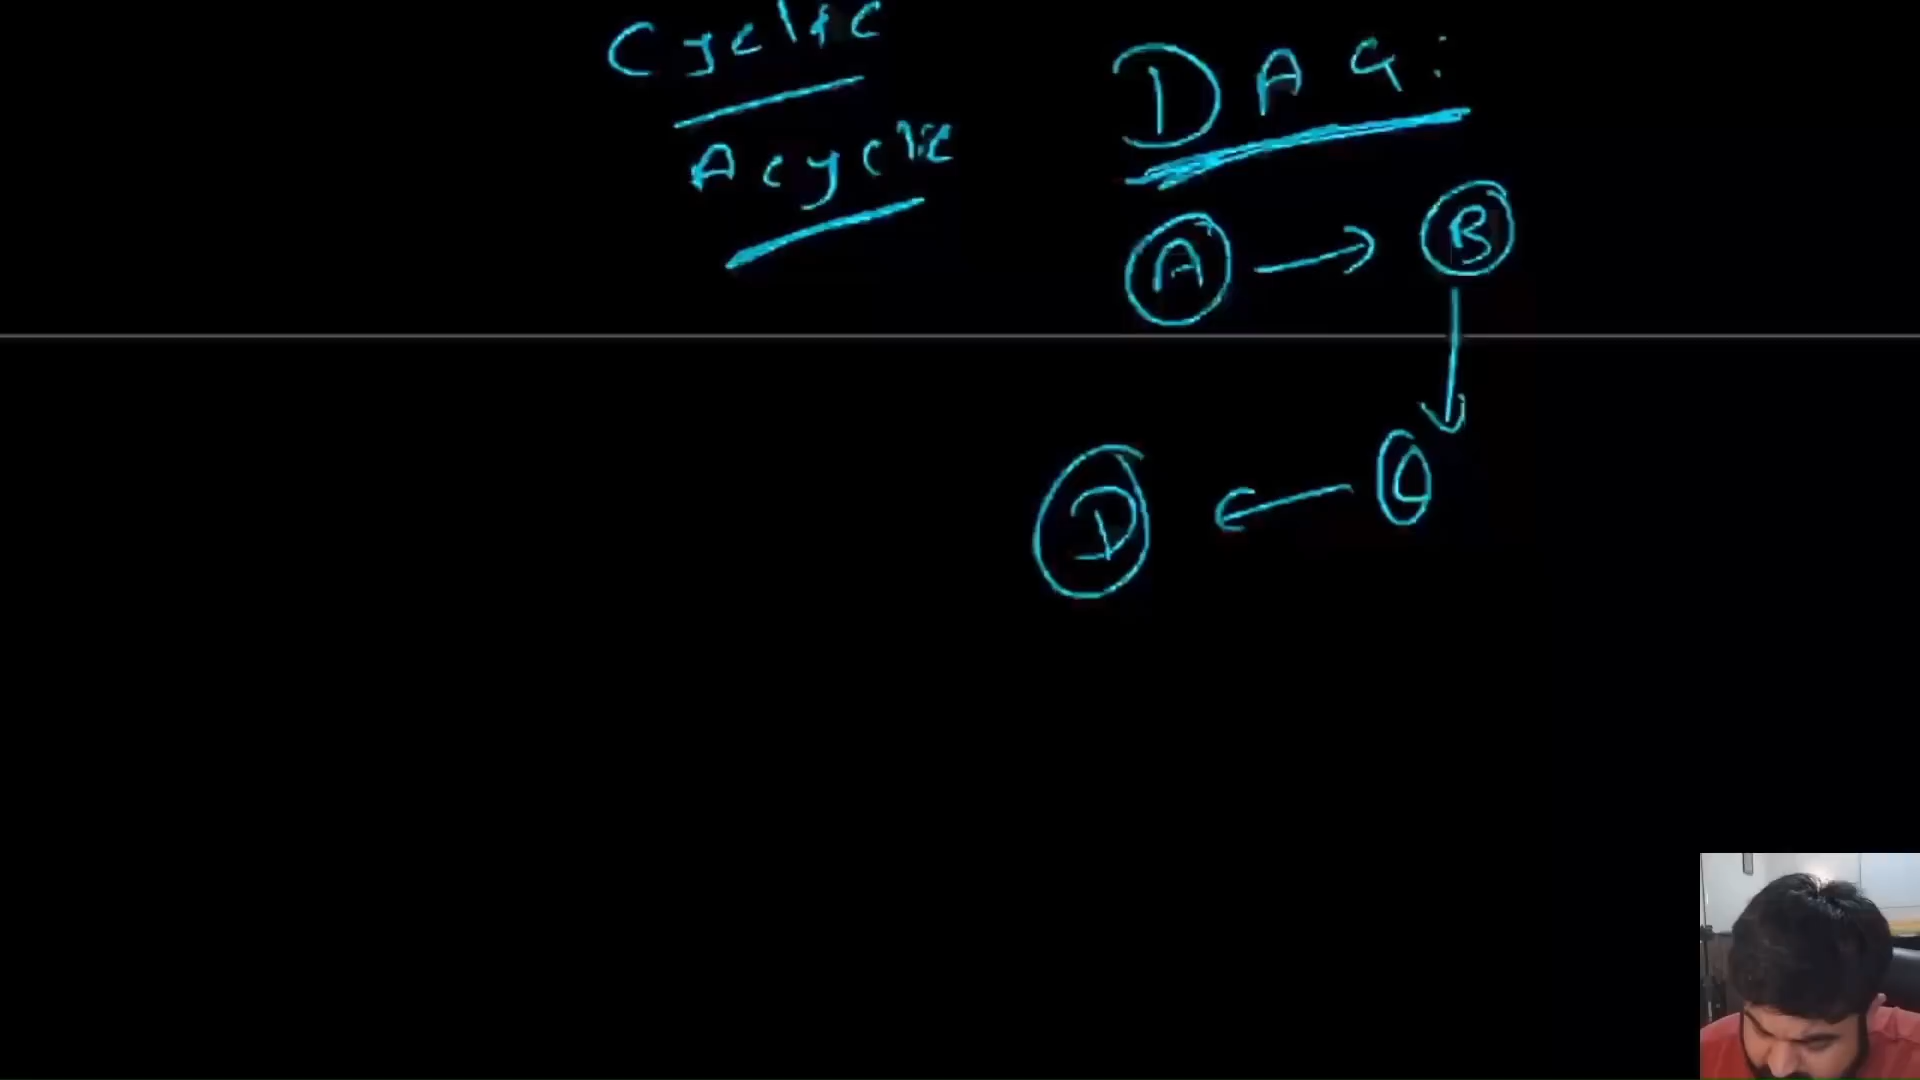 Cyclic
Acyclic
DAG:
A → B
D ←